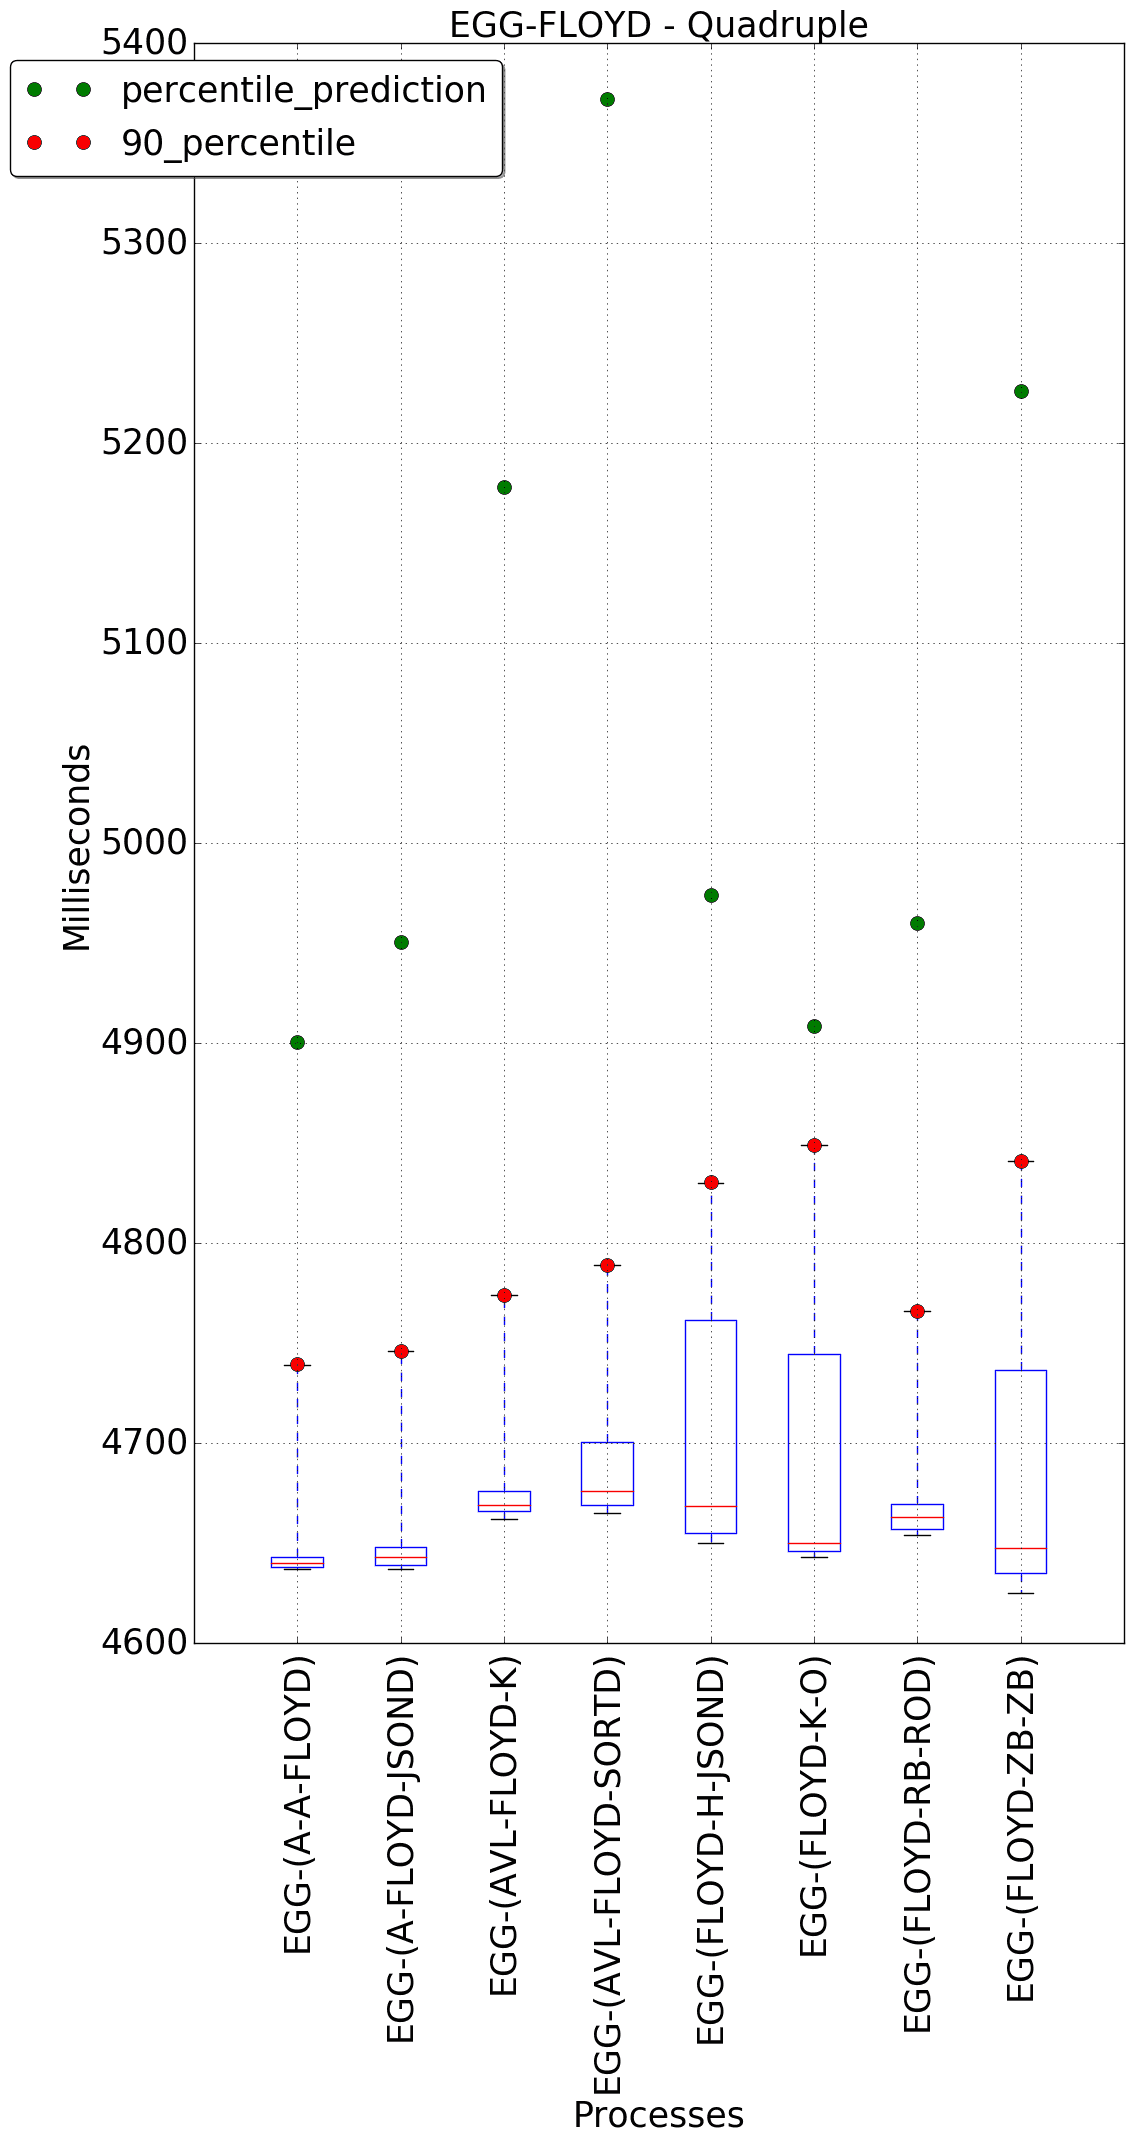 EGG-FLOYD - Quadruple
percentile_prediction
90_percentile
5400
5300
5200
5100
5000
4900
4800
4700
4600
Milliseconds
EGG-(A-A-FLOYD)
EGG-(A-FLOYD-JSOND)
EGG-(AVL-FLOYD-K)
EGG-(AVL-FLOYD-SORTD)
EGG-(FLOYD-H-JSOND)
EGG-(FLOYD-K-O)
EGG-(FLOYD-RB-ROD)
EGG-(FLOYD-ZB-ZB)
Processes